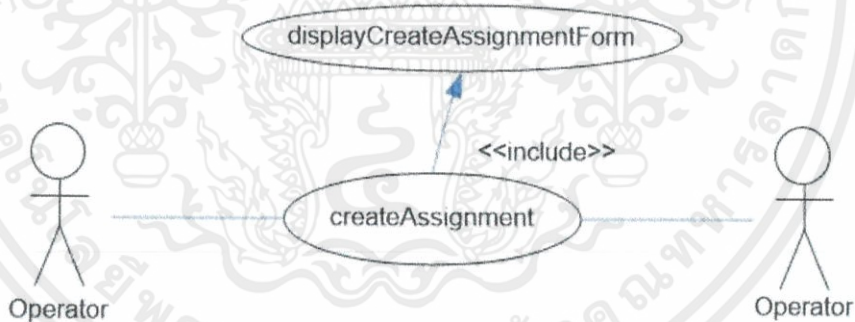 displayCreateAssignmentForm
<<include>>
createAssignment
Operator
Operator